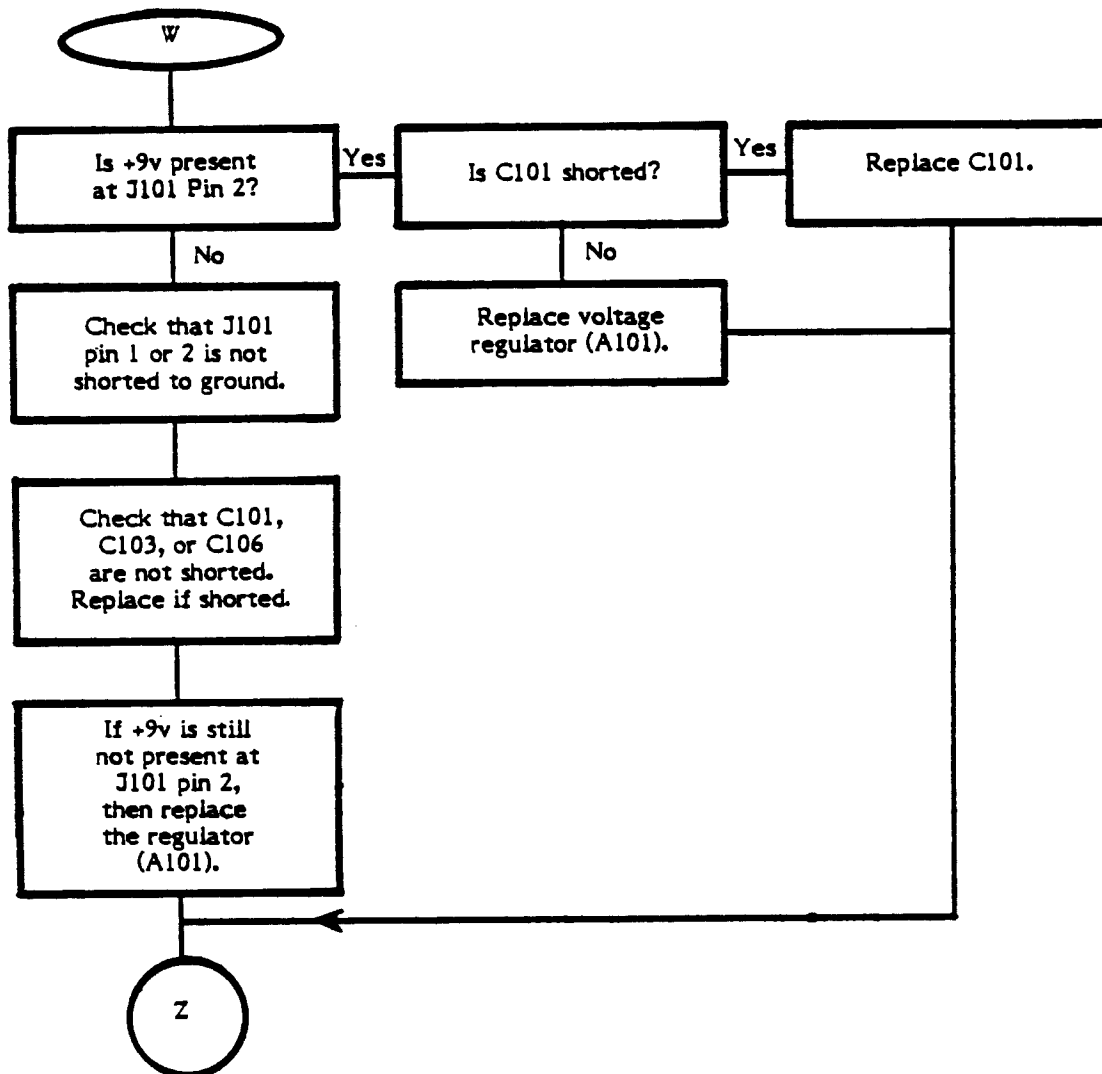 W
Is +9v present
at J101 Pin 2?
Yes
Is C101 shorted?
Yes
Replace C101.
No
No
Check that J101
pin 1 or 2 is not
shorted to ground.
Replace voltage
regulator (A101).
Check that C101,
C103, or C106
are not shorted.
Replace if shorted.
If +9v is still
not present at
J101 pin 2,
then replace
the regulator
(A101).
Z